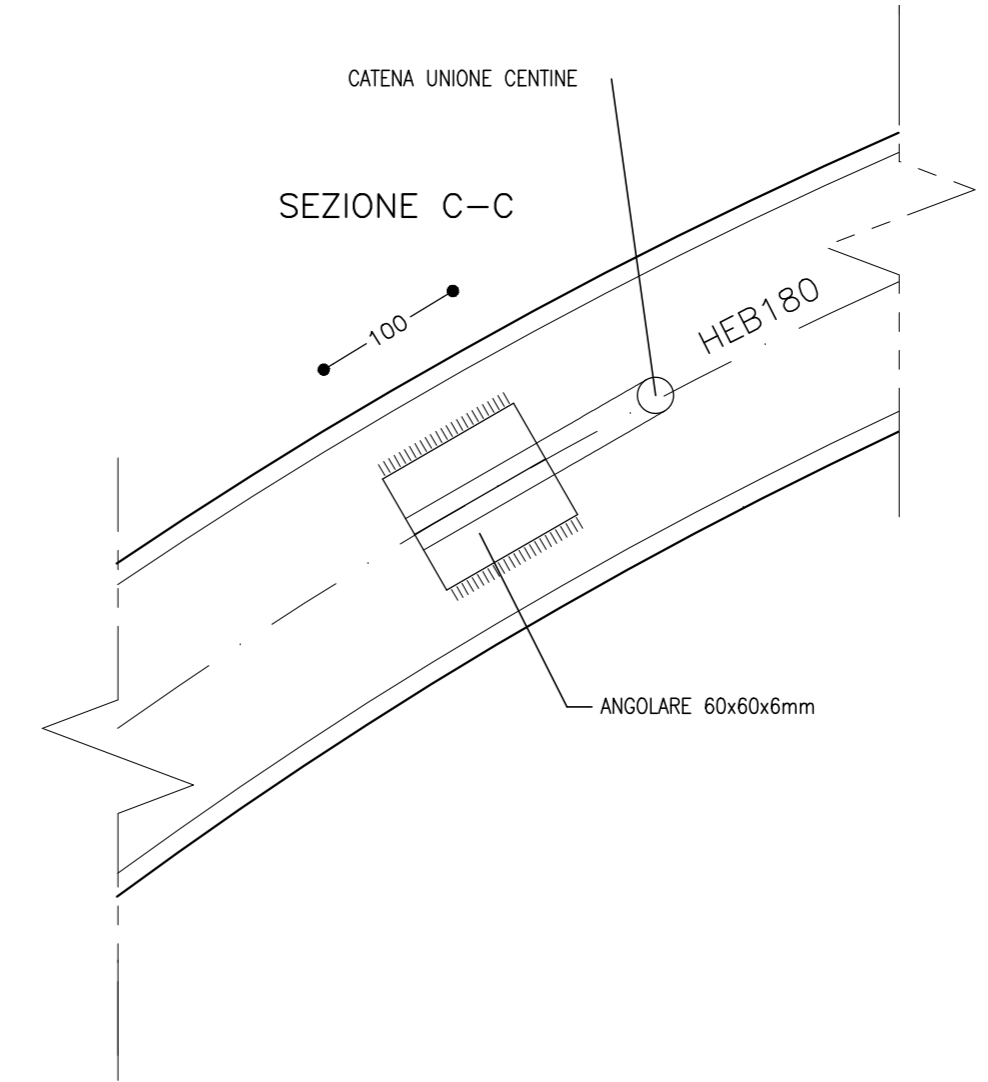 CATENA UNIONE CENTINE
SEZIONE C-C
100
HEB180
ANGOLARE 60x60x6mm